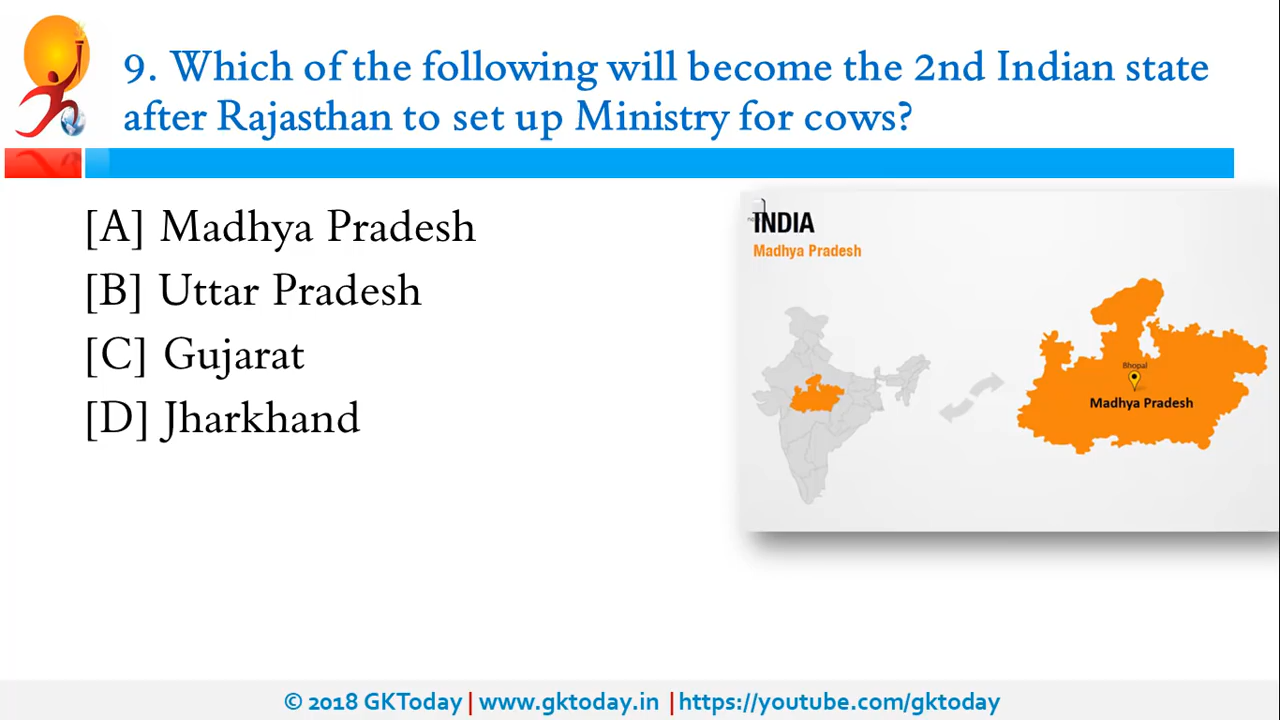 9. Which of the following will become the 2nd Indian state
after Rajasthan to set up Ministry for cows?
[A] Madhya Pradesh
[B] Uttar Pradesh
[C] Gujarat
[D] Jharkhand
INDIA
Madhya Pradesh
Bhopal
Madhya Pradesh
© 2018 GKToday | www.gktoday.in | https://youtube.com/gktoday